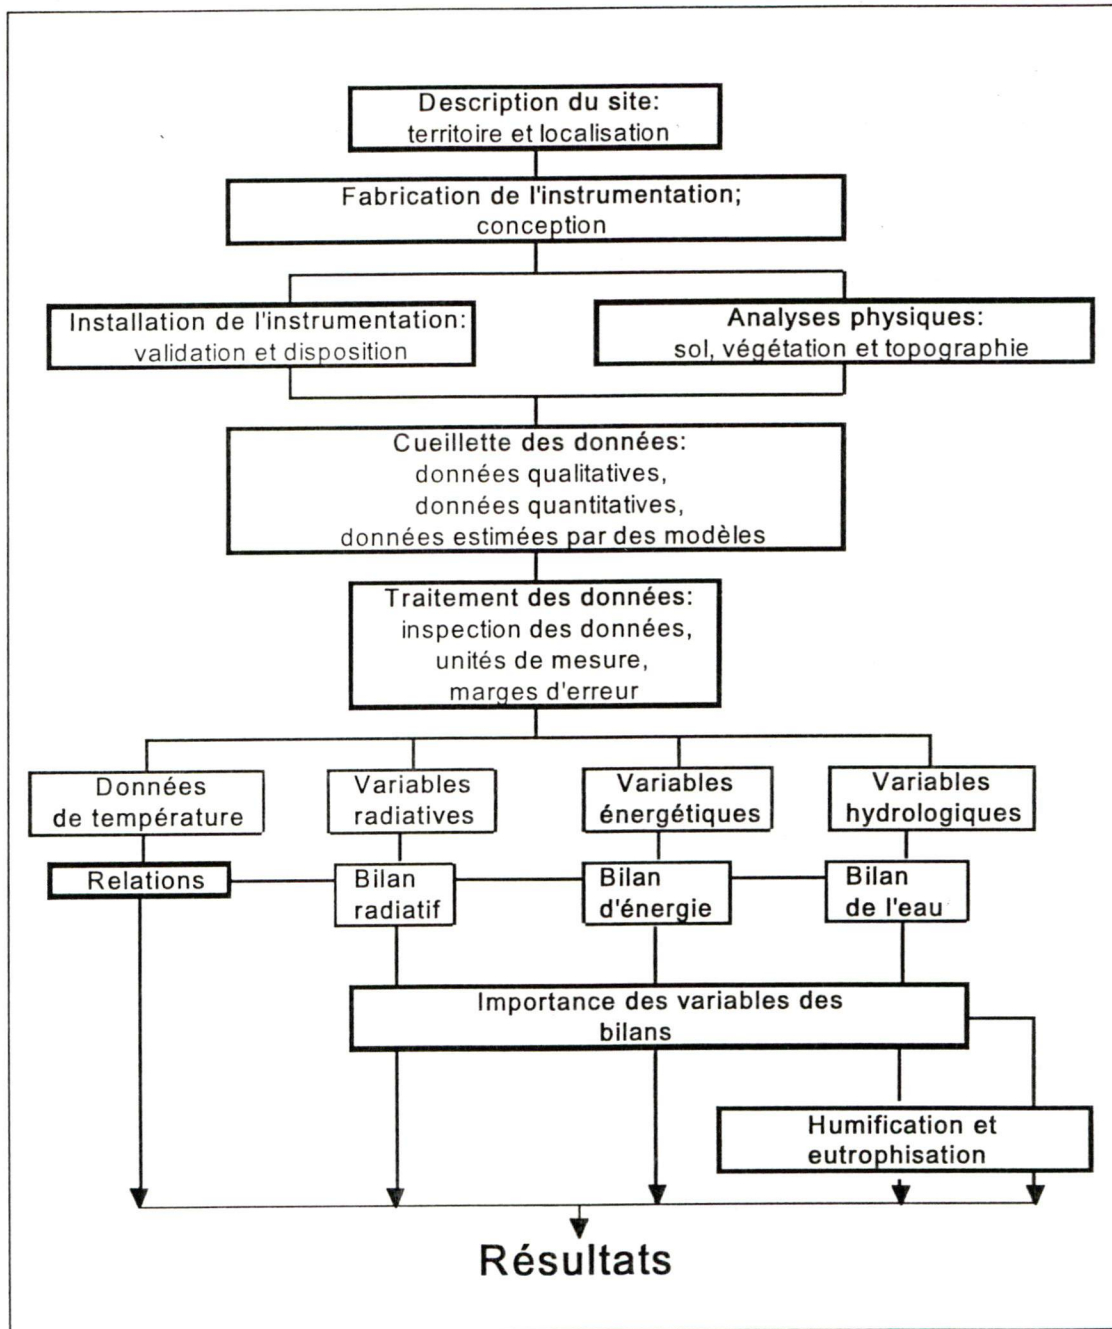 Description du site:
territoire et localisation
Fabrication de l'instrumentation;
conception
Installation de l'instrumentation:
validation et disposition
Analyses physiques:
sol, végétation et topographie
Cueillette des données:
données qualitatives,
données quantitatives,
données estimées par des modèles
Traitement des données:
inspection des données,
unités de mesure,
marges d'erreur
Données
de température
Variables
radiatives
Variables
énergétiques
Variables
hydrologiques
Relations
Bilan
radiatif
Bilan
d'énergie
Bilan
de l'eau
Importance des variables des
bilans
Humification et
eutrophisation
Résultats